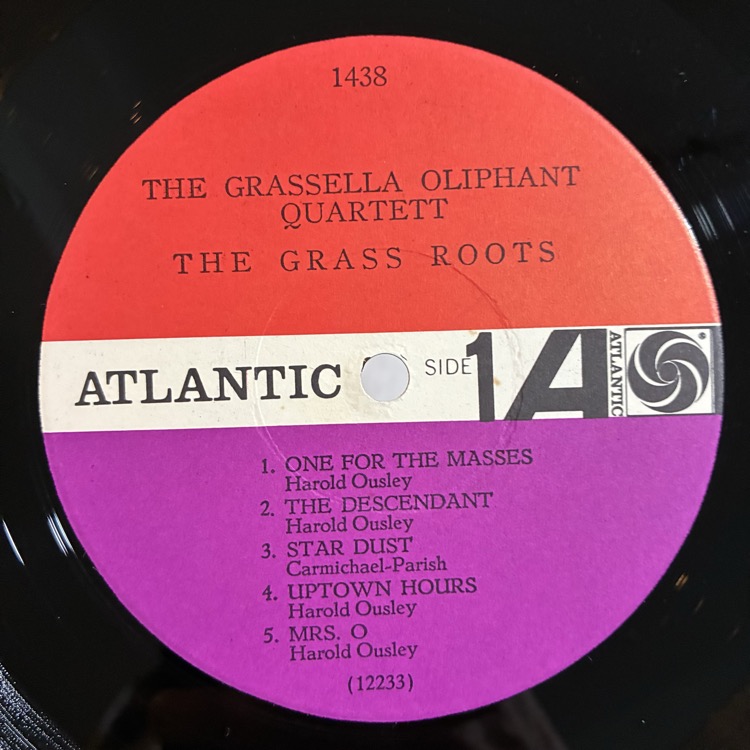 1438
THE GRASSELLA OLIPHANT
QUARTETT
THE GRASS ROOTS
ATLANTIC SIDE 1 A ATLANTIC ®
1. ONE FOR THE MASSES
Harold Ousley
2. THE DESCENDANT
Harold Ousley
3. STAR DUST
Carmichael-Parish
4. UPTOWN HOURS
Harold Ousley
5. MRS. O
Harold Ousley
(12233)